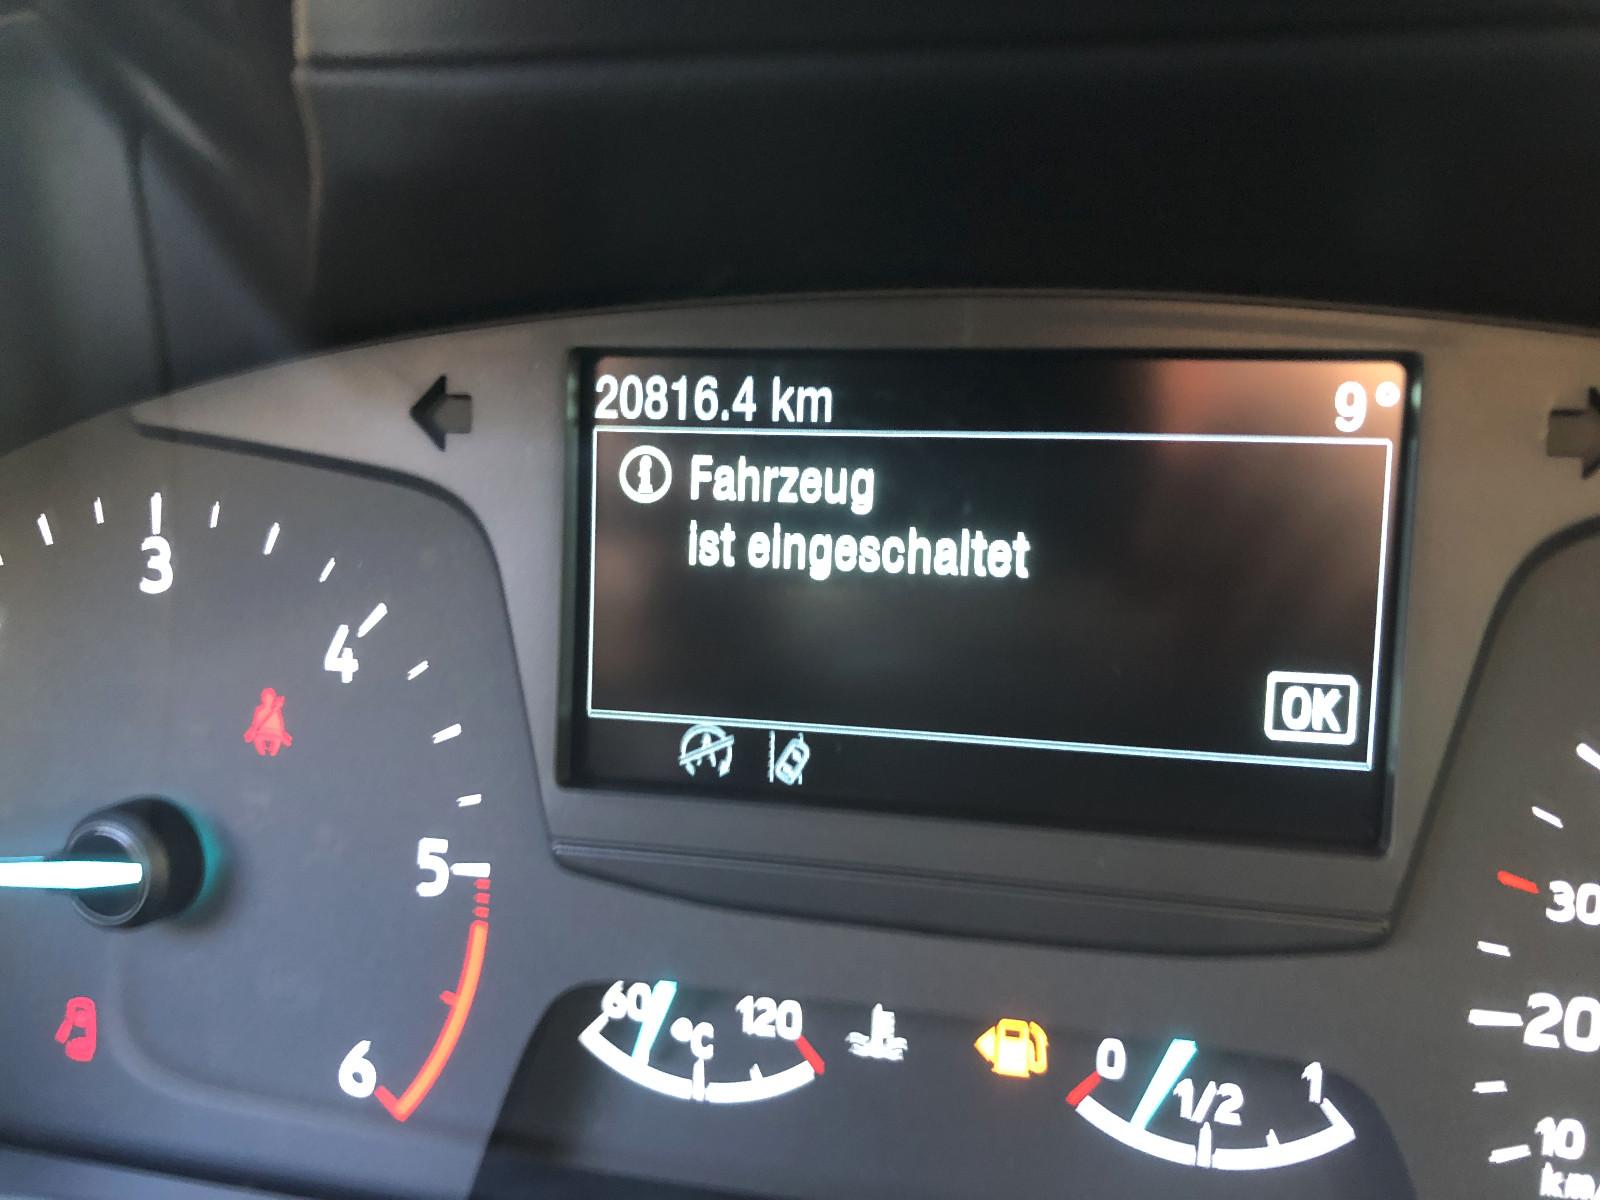 20816.4 km 9°
Fahrzeug
ist eingeschaltet
OK
3
4
5
6
60 °C 120
0 1/2 1
30
20
10
km/